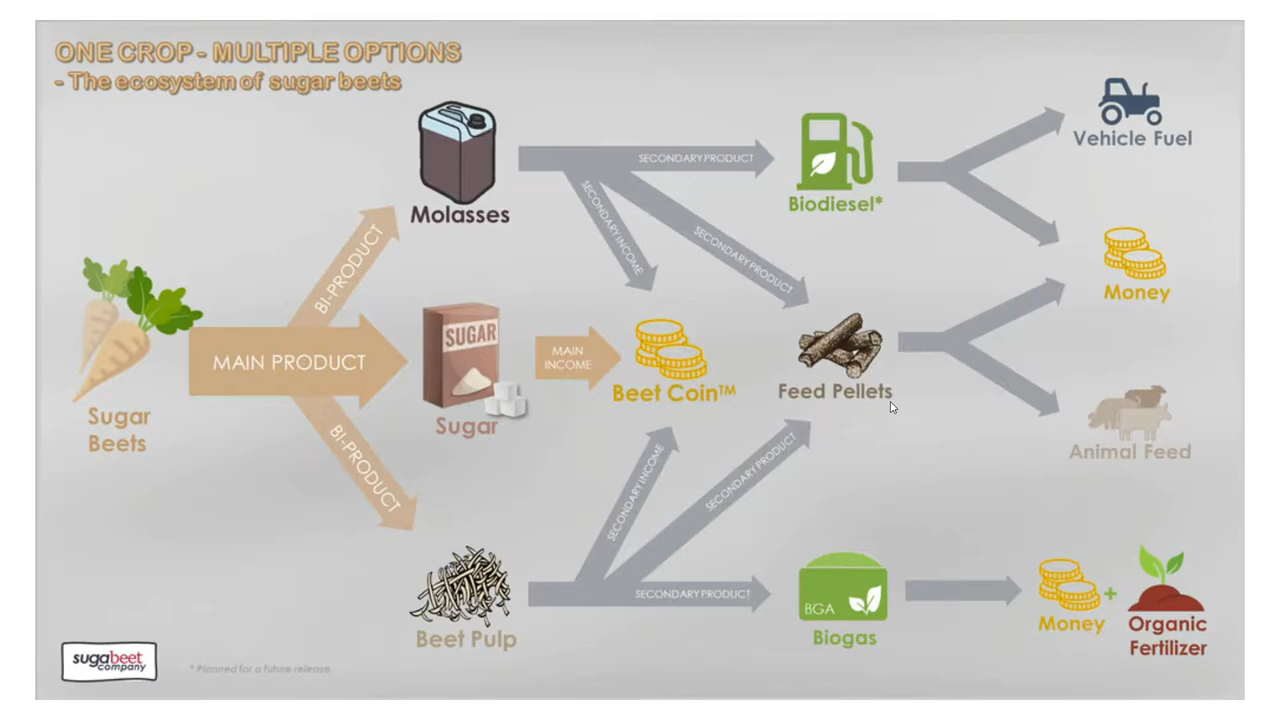 ONE CROP - MULTIPLE OPTIONS
- The ecosystem of sugar beets
Molasses
SECONDARY PRODUCT
SECONDARY INCOME
SECONDARY PRODUCT
Biodiesel*
Vehicle Fuel
Money
BI-PRODUCT
MAIN PRODUCT
BI-PRODUCT
Sugar
Beets
SUGAR
Sugar
MAIN
INCOME
Beet Coin™
Feed Pellets
Animal Feed
SECONDARY INCOME
SECONDARY PRODUCT
SECONDARY PRODUCT
Beet Pulp
BGA
Biogas
Money
+
Organic
Fertilizer
sugabeet
company
* Planned for a future release